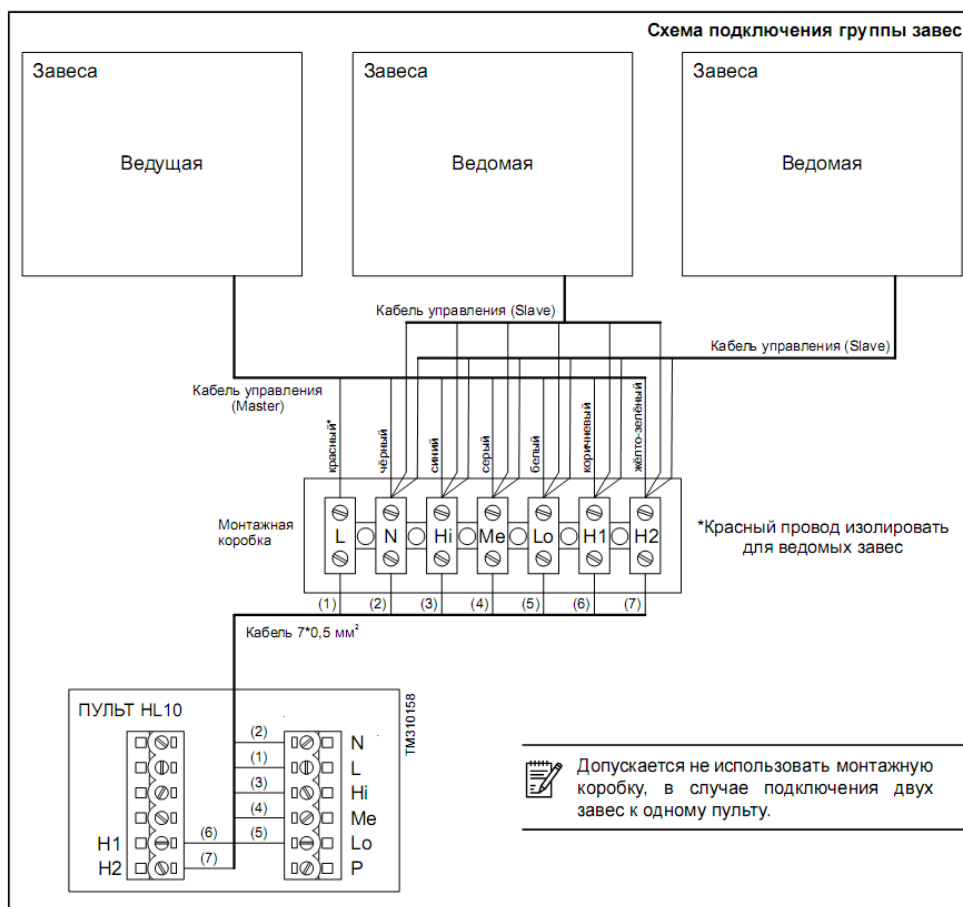 Схема подключения группы завес
Завеса
Ведущая
Завеса
Ведомая
Завеса
Ведомая
Кабель управления (Slave)
Кабель управления (Slave)
Кабель управления
(Master)
красный*
чёрный
синий
серый
белый
коричневый
жёлто-зелёный
Монтажная
коробка
L N Hi Me Lo H1 H2
*Красный провод изолировать
для ведомых завес
(1) (2) (3) (4) (5) (6) (7)
Кабель 7*0,5 мм²
ПУЛЬТ HL10
TM310158
(2) N
(1) L
(3) Hi
(4) Me
H1 (6) (5) Lo
H2 (7) P
Допускается не использовать монтажную
коробку, в случае подключения двух
завес к одному пульту.